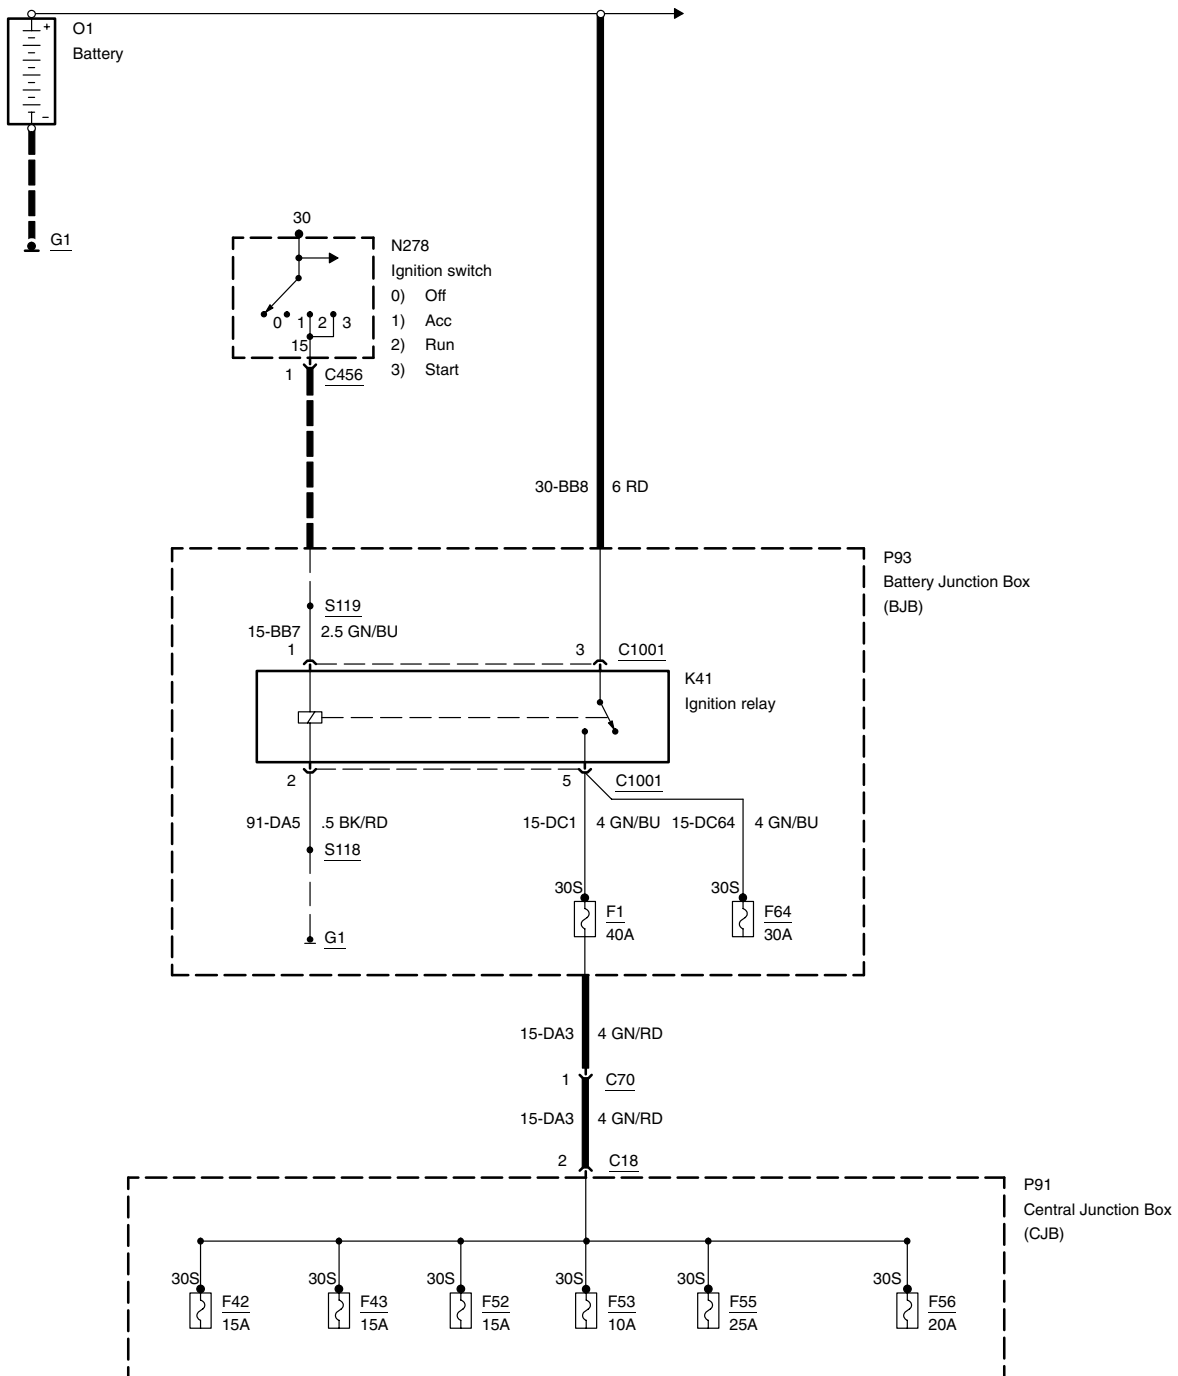 +
O1
Battery
–
G1
30
N278
Ignition switch
0) Off
1) Acc
2) Run
3) Start
0 1 2 3
15
1 C456
30-BB8 6 RD
P93
Battery Junction Box
(BJB)
S119
15-BB7 2.5 GN/BU
1 3 C1001
K41
Ignition relay
2 5 C1001
91-DA5 .5 BK/RD 15-DC1 4 GN/BU 15-DC64 4 GN/BU
S118
30S 30S
F1 F64
40A 30A
G1
15-DA3 4 GN/RD
1 C70
15-DA3 4 GN/RD
2 C18
P91
Central Junction Box
(CJB)
30S 30S 30S 30S 30S 30S
F42 F43 F52 F53 F55 F56
15A 15A 15A 10A 25A 20A